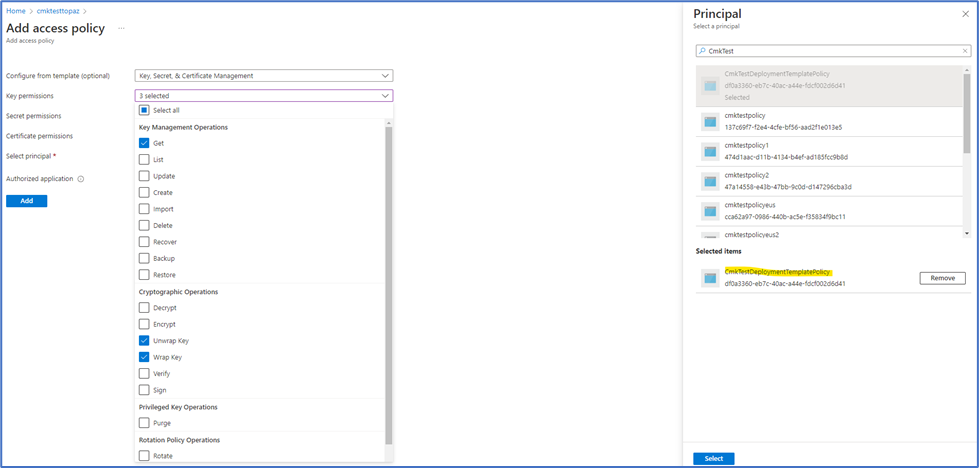 Home > cmktesttopaz >
Add access policy ...
Add access policy
Configure from template (optional)
Key, Secret, & Certificate Management
Key permissions
3 selected
Secret permissions
Certificate permissions
Select principal *
Authorized application
Add
Select all
Key Management Operations
Get
List
Update
Create
Import
Delete
Recover
Backup
Restore
Cryptographic Operations
Decrypt
Encrypt
Unwrap Key
Wrap Key
Verify
Sign
Privileged Key Operations
Purge
Rotation Policy Operations
Rotate
Principal
Select a principal
CmkTest
CmkTestDeploymentTemplatePolicy
df0a3360-eb7c-40ac-a44e-fdcf002d6d41
Selected
cmktestpolicy
137c69f7-f2e4-4cfe-bf56-aad2f1e013e5
cmktestpolicy1
474d1aac-d11b-4134-b4ef-ad185fcc9b8d
cmktestpolicy2
47a14558-e43b-47bb-9c0d-d147296cba3d
cmktestpolicyeus
cca62a97-0986-440b-ac5e-f35834f9bc11
cmktestpolicyeus2
Selected items
CmkTestDeploymentTemplatePolicy
df0a3360-eb7c-40ac-a44e-fdcf002d6d41
Remove
Select